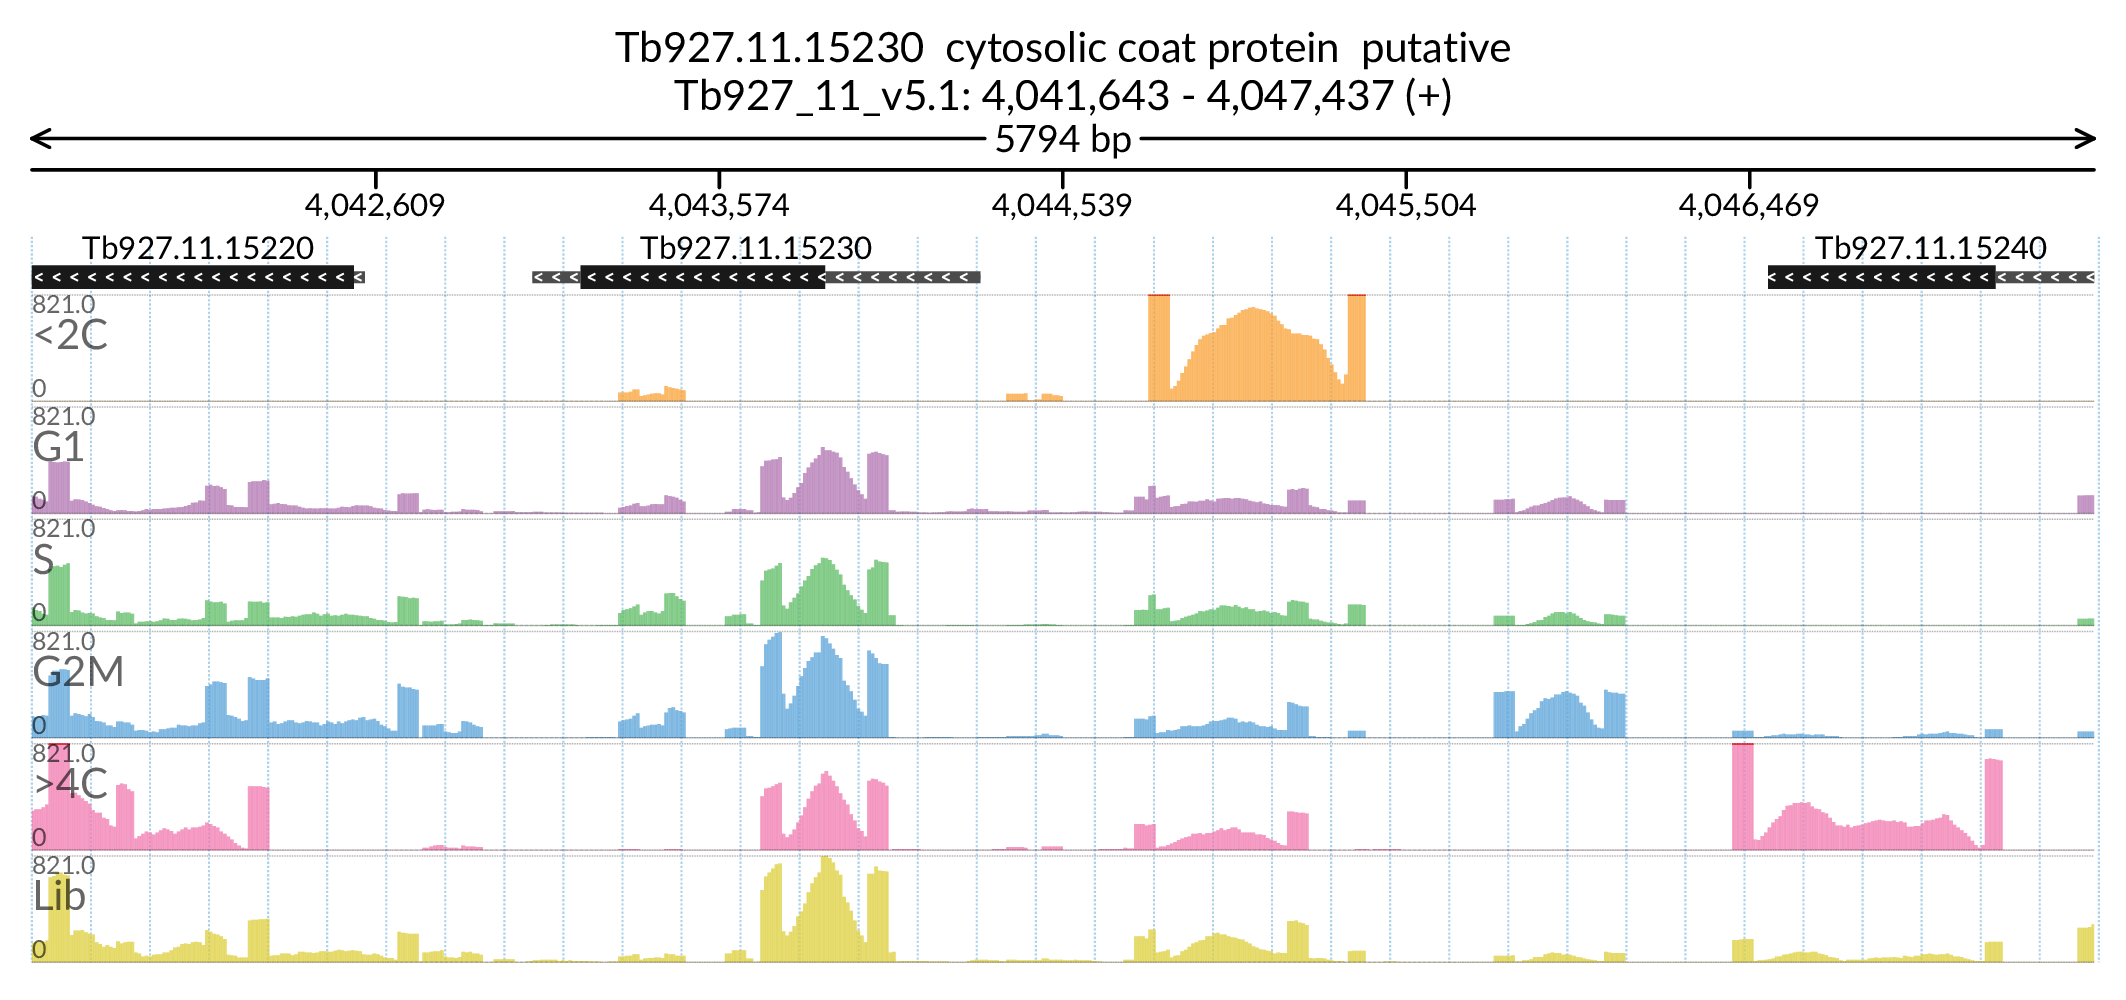 Tb927.11.15230  cytosolic coat protein  putative
Tb927_11_v5.1: 4,041,643 - 4,047,437 (+)
5794 bp
4,042,609 4,043,574 4,044,539 4,045,504 4,046,469
Tb927.11.15220 Tb927.11.15230 Tb927.11.15240
821.0
<2C
0
821.0
G1
0
821.0
S
0
821.0
G2M
0
821.0
>4C
0
821.0
Lib
0